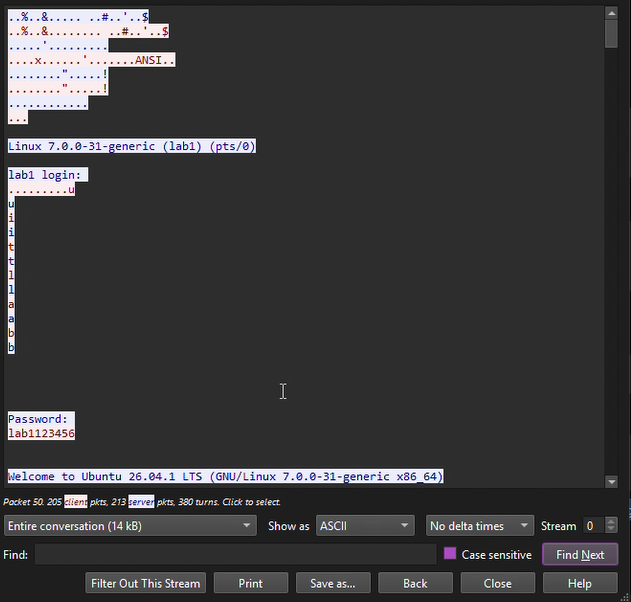 ..%..&..... ..#..'..$
..%..&........ ..#..'..$
.....'.........
....x......'.......ANSI..
........".....!
........".....!
............
...
Linux 7.0.0-31-generic (lab1) (pts/0)
lab1 login:
.........u
u
i
i
t
t
l
l
a
a
b
b
Password:
lab1123456
Welcome to Ubuntu 26.04.1 LTS (GNU/Linux 7.0.0-31-generic x86_64)
Packet 50. 205 client pkts, 213 server pkts, 380 turns. Click to select.
Entire conversation (14 kB) Show as ASCII No delta times Stream 0
Find: Case sensitive Find Next
Filter Out This Stream Print Save as... Back Close Help